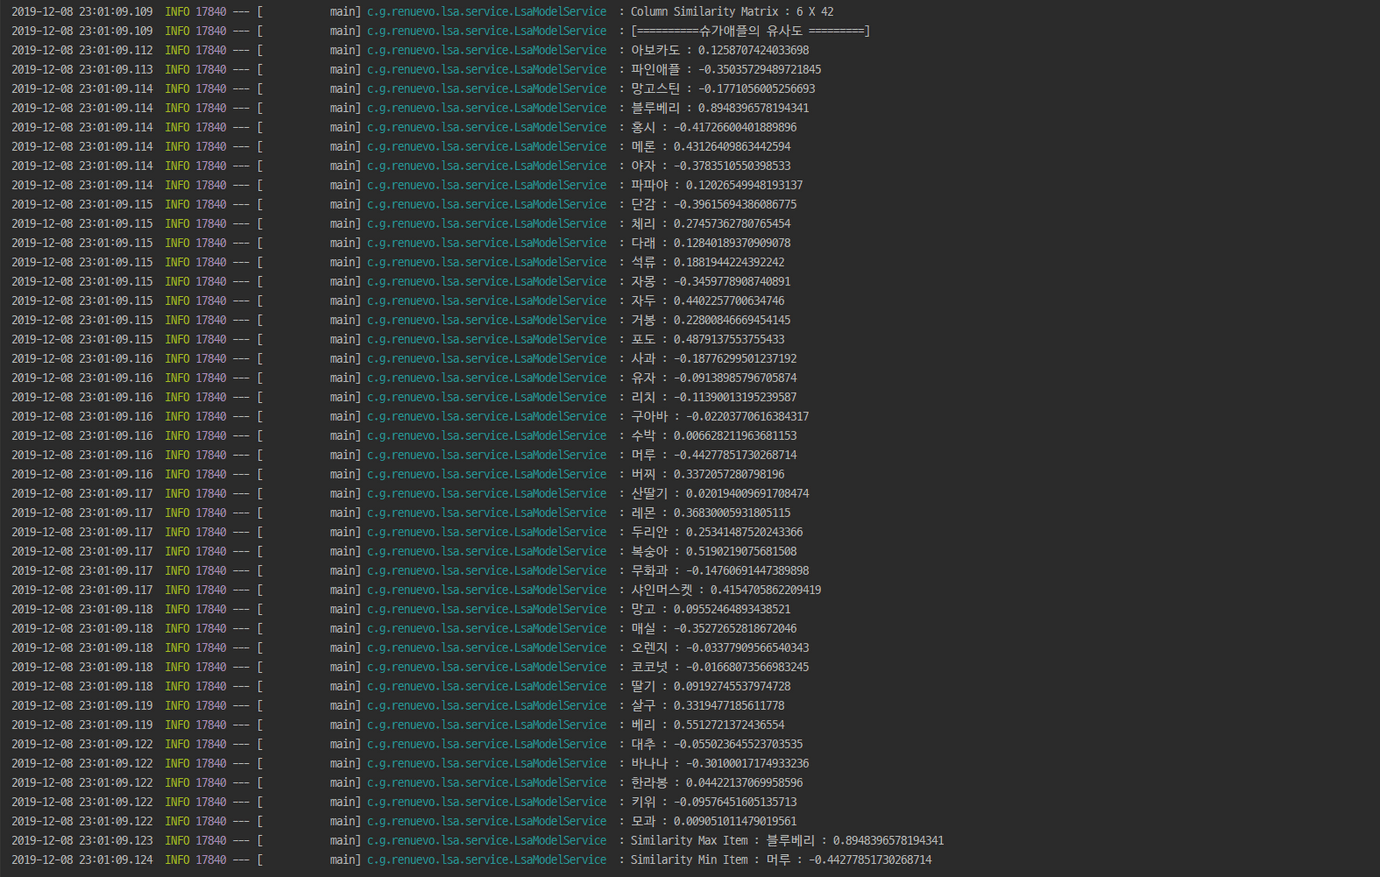 2019-12-08 23:01:09.109  INFO 17840 --- [           main] c.g.renuevo.lsa.service.LsaModelService  : Column Similarity Matrix : 6 X 42
2019-12-08 23:01:09.109  INFO 17840 --- [           main] c.g.renuevo.lsa.service.LsaModelService  : [==========슈가애플의 유사도 =========]
2019-12-08 23:01:09.112  INFO 17840 --- [           main] c.g.renuevo.lsa.service.LsaModelService  : 아보카도 : 0.1258707424033698
2019-12-08 23:01:09.113  INFO 17840 --- [           main] c.g.renuevo.lsa.service.LsaModelService  : 파인애플 : -0.35035729489721845
2019-12-08 23:01:09.114  INFO 17840 --- [           main] c.g.renuevo.lsa.service.LsaModelService  : 망고스틴 : -0.1771056005256693
2019-12-08 23:01:09.114  INFO 17840 --- [           main] c.g.renuevo.lsa.service.LsaModelService  : 블루베리 : 0.8948396578194341
2019-12-08 23:01:09.114  INFO 17840 --- [           main] c.g.renuevo.lsa.service.LsaModelService  : 홍시 : -0.41726600401889896
2019-12-08 23:01:09.114  INFO 17840 --- [           main] c.g.renuevo.lsa.service.LsaModelService  : 메론 : 0.43126409863442594
2019-12-08 23:01:09.114  INFO 17840 --- [           main] c.g.renuevo.lsa.service.LsaModelService  : 야자 : -0.3783510550398533
2019-12-08 23:01:09.114  INFO 17840 --- [           main] c.g.renuevo.lsa.service.LsaModelService  : 파파야 : 0.12026549948193137
2019-12-08 23:01:09.115  INFO 17840 --- [           main] c.g.renuevo.lsa.service.LsaModelService  : 단감 : -0.39615694386086775
2019-12-08 23:01:09.115  INFO 17840 --- [           main] c.g.renuevo.lsa.service.LsaModelService  : 체리 : 0.27457362780765454
2019-12-08 23:01:09.115  INFO 17840 --- [           main] c.g.renuevo.lsa.service.LsaModelService  : 다래 : 0.12840189370909078
2019-12-08 23:01:09.115  INFO 17840 --- [           main] c.g.renuevo.lsa.service.LsaModelService  : 석류 : 0.1881944224392242
2019-12-08 23:01:09.115  INFO 17840 --- [           main] c.g.renuevo.lsa.service.LsaModelService  : 자몽 : -0.3459778908740891
2019-12-08 23:01:09.115  INFO 17840 --- [           main] c.g.renuevo.lsa.service.LsaModelService  : 자두 : 0.4402257700634746
2019-12-08 23:01:09.115  INFO 17840 --- [           main] c.g.renuevo.lsa.service.LsaModelService  : 거봉 : 0.22800846669454145
2019-12-08 23:01:09.115  INFO 17840 --- [           main] c.g.renuevo.lsa.service.LsaModelService  : 포도 : 0.4879137553755433
2019-12-08 23:01:09.116  INFO 17840 --- [           main] c.g.renuevo.lsa.service.LsaModelService  : 사과 : -0.18776299501237192
2019-12-08 23:01:09.116  INFO 17840 --- [           main] c.g.renuevo.lsa.service.LsaModelService  : 유자 : -0.09138985796705874
2019-12-08 23:01:09.116  INFO 17840 --- [           main] c.g.renuevo.lsa.service.LsaModelService  : 리치 : -0.11390013195239587
2019-12-08 23:01:09.116  INFO 17840 --- [           main] c.g.renuevo.lsa.service.LsaModelService  : 구아바 : -0.02203770616384317
2019-12-08 23:01:09.116  INFO 17840 --- [           main] c.g.renuevo.lsa.service.LsaModelService  : 수박 : 0.006628211963681153
2019-12-08 23:01:09.116  INFO 17840 --- [           main] c.g.renuevo.lsa.service.LsaModelService  : 머루 : -0.44277851730268714
2019-12-08 23:01:09.116  INFO 17840 --- [           main] c.g.renuevo.lsa.service.LsaModelService  : 버찌 : 0.3372057280798196
2019-12-08 23:01:09.117  INFO 17840 --- [           main] c.g.renuevo.lsa.service.LsaModelService  : 산딸기 : 0.020194009691708474
2019-12-08 23:01:09.117  INFO 17840 --- [           main] c.g.renuevo.lsa.service.LsaModelService  : 레몬 : 0.36830005931805115
2019-12-08 23:01:09.117  INFO 17840 --- [           main] c.g.renuevo.lsa.service.LsaModelService  : 두리안 : 0.25341487520243366
2019-12-08 23:01:09.117  INFO 17840 --- [           main] c.g.renuevo.lsa.service.LsaModelService  : 복숭아 : 0.5190219075681508
2019-12-08 23:01:09.117  INFO 17840 --- [           main] c.g.renuevo.lsa.service.LsaModelService  : 무화과 : -0.14760691447389898
2019-12-08 23:01:09.117  INFO 17840 --- [           main] c.g.renuevo.lsa.service.LsaModelService  : 샤인머스켓 : 0.4154705862209419
2019-12-08 23:01:09.118  INFO 17840 --- [           main] c.g.renuevo.lsa.service.LsaModelService  : 망고 : 0.09552464893438521
2019-12-08 23:01:09.118  INFO 17840 --- [           main] c.g.renuevo.lsa.service.LsaModelService  : 매실 : -0.35272652818672046
2019-12-08 23:01:09.118  INFO 17840 --- [           main] c.g.renuevo.lsa.service.LsaModelService  : 오렌지 : -0.03377909566540343
2019-12-08 23:01:09.118  INFO 17840 --- [           main] c.g.renuevo.lsa.service.LsaModelService  : 코코넛 : -0.01668073566983245
2019-12-08 23:01:09.118  INFO 17840 --- [           main] c.g.renuevo.lsa.service.LsaModelService  : 딸기 : 0.09192745537974728
2019-12-08 23:01:09.119  INFO 17840 --- [           main] c.g.renuevo.lsa.service.LsaModelService  : 살구 : 0.3319477185611778
2019-12-08 23:01:09.119  INFO 17840 --- [           main] c.g.renuevo.lsa.service.LsaModelService  : 베리 : 0.5512721372436554
2019-12-08 23:01:09.122  INFO 17840 --- [           main] c.g.renuevo.lsa.service.LsaModelService  : 대추 : -0.055023645523703535
2019-12-08 23:01:09.122  INFO 17840 --- [           main] c.g.renuevo.lsa.service.LsaModelService  : 바나나 : -0.30100017174933236
2019-12-08 23:01:09.122  INFO 17840 --- [           main] c.g.renuevo.lsa.service.LsaModelService  : 한라봉 : 0.04422137069958596
2019-12-08 23:01:09.122  INFO 17840 --- [           main] c.g.renuevo.lsa.service.LsaModelService  : 키위 : -0.09576451605135713
2019-12-08 23:01:09.122  INFO 17840 --- [           main] c.g.renuevo.lsa.service.LsaModelService  : 모과 : 0.009051011479019561
2019-12-08 23:01:09.123  INFO 17840 --- [           main] c.g.renuevo.lsa.service.LsaModelService  : Similarity Max Item : 블루베리 : 0.8948396578194341
2019-12-08 23:01:09.124  INFO 17840 --- [           main] c.g.renuevo.lsa.service.LsaModelService  : Similarity Min Item : 머루 : -0.44277851730268714